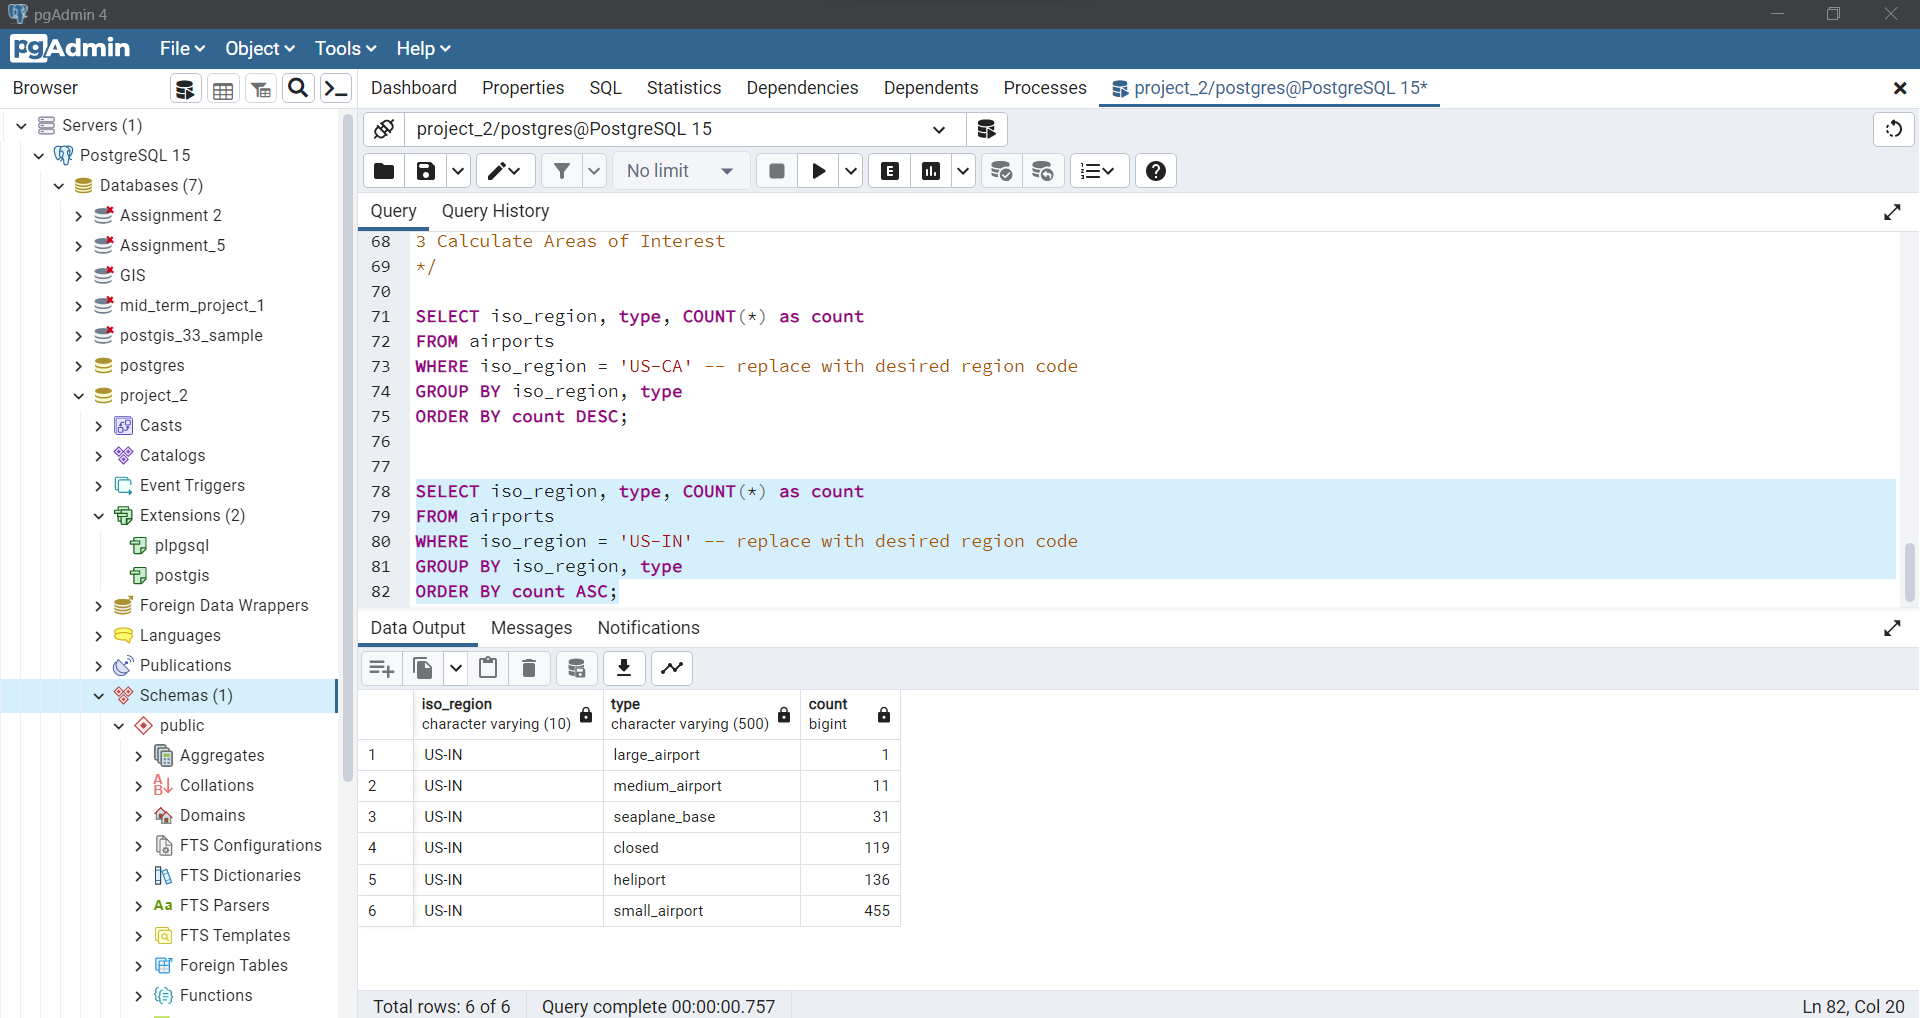 pgAdmin 4
pgAdmin File Object Tools Help
Browser
Dashboard Properties SQL Statistics Dependencies Dependents Processes project_2/postgres@PostgreSQL 15*
Servers (1)
PostgreSQL 15
Databases (7)
Assignment 2
Assignment_5
GIS
mid_term_project_1
postgis_33_sample
postgres
project_2
Casts
Catalogs
Event Triggers
Extensions (2)
plpgsql
postgis
Foreign Data Wrappers
Languages
Publications
Schemas (1)
public
Aggregates
Collations
Domains
FTS Configurations
FTS Dictionaries
Aa FTS Parsers
FTS Templates
Foreign Tables
Functions
project_2/postgres@PostgreSQL 15
No limit E
Query Query History
68 3 Calculate Areas of Interest
69 */
70
71 SELECT iso_region, type, COUNT(*) as count
72 FROM airports
73 WHERE iso_region = 'US-CA' -- replace with desired region code
74 GROUP BY iso_region, type
75 ORDER BY count DESC;
76
77
78 SELECT iso_region, type, COUNT(*) as count
79 FROM airports
80 WHERE iso_region = 'US-IN' -- replace with desired region code
81 GROUP BY iso_region, type
82 ORDER BY count ASC;
Data Output Messages Notifications
iso_region type count
character varying (10) character varying (500) bigint
1 US-IN large_airport 1
2 US-IN medium_airport 11
3 US-IN seaplane_base 31
4 US-IN closed 119
5 US-IN heliport 136
6 US-IN small_airport 455
Total rows: 6 of 6 Query complete 00:00:00.757 Ln 82, Col 20